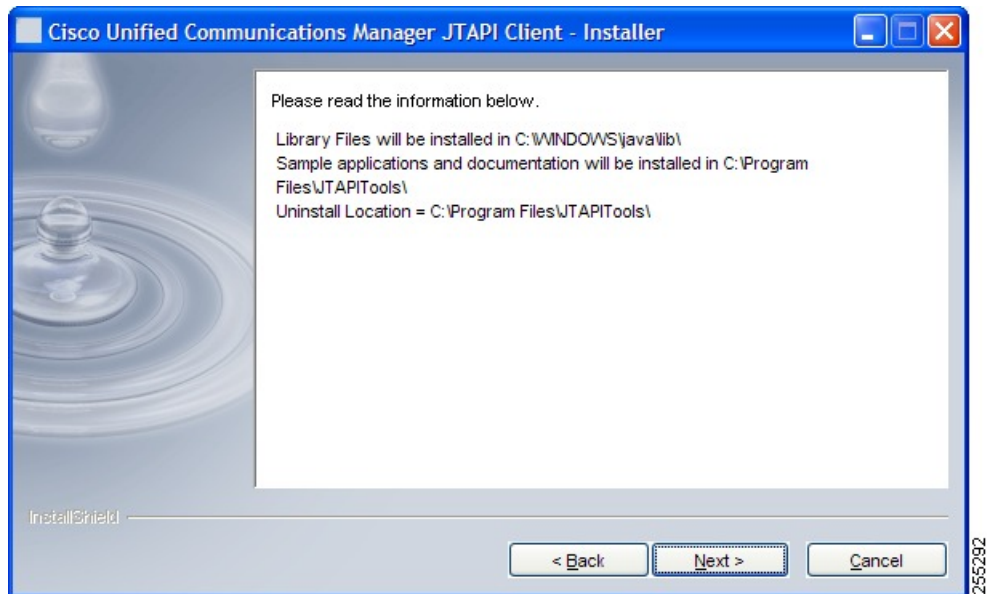 Cisco Unified Communications Manager JTAPI Client - Installer
Please read the information below.
Library Files will be installed in C:\WINDOWS\java\lib\
Sample applications and documentation will be installed in C:\Program
Files\JTAPITools\
Uninstall Location = C:\Program Files\JTAPITools\
InstallShield
< Back
Next >
Cancel
255292